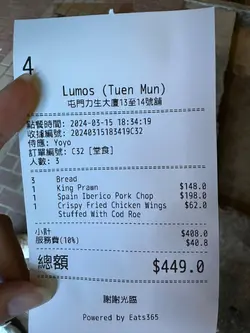 4
Lumos (Tuen Mun)
屯門力生大廈13至14號舖
點餐時間: 2024-03-15 18:34:19
收據編號: 20240315183419C32
侍應: Yoyo
訂單編號: C32 [堂食]
人數: 3
3 Bread
1 King Prawn $148.0
1 Spain Iberico Pork Chop $198.0
1 Crispy Fried Chicken Wings $62.0
Stuffed With Cod Roe
小計 $408.0
服務費(10%) $40.8
總額 $449.0
謝謝光臨
Powered by Eats365